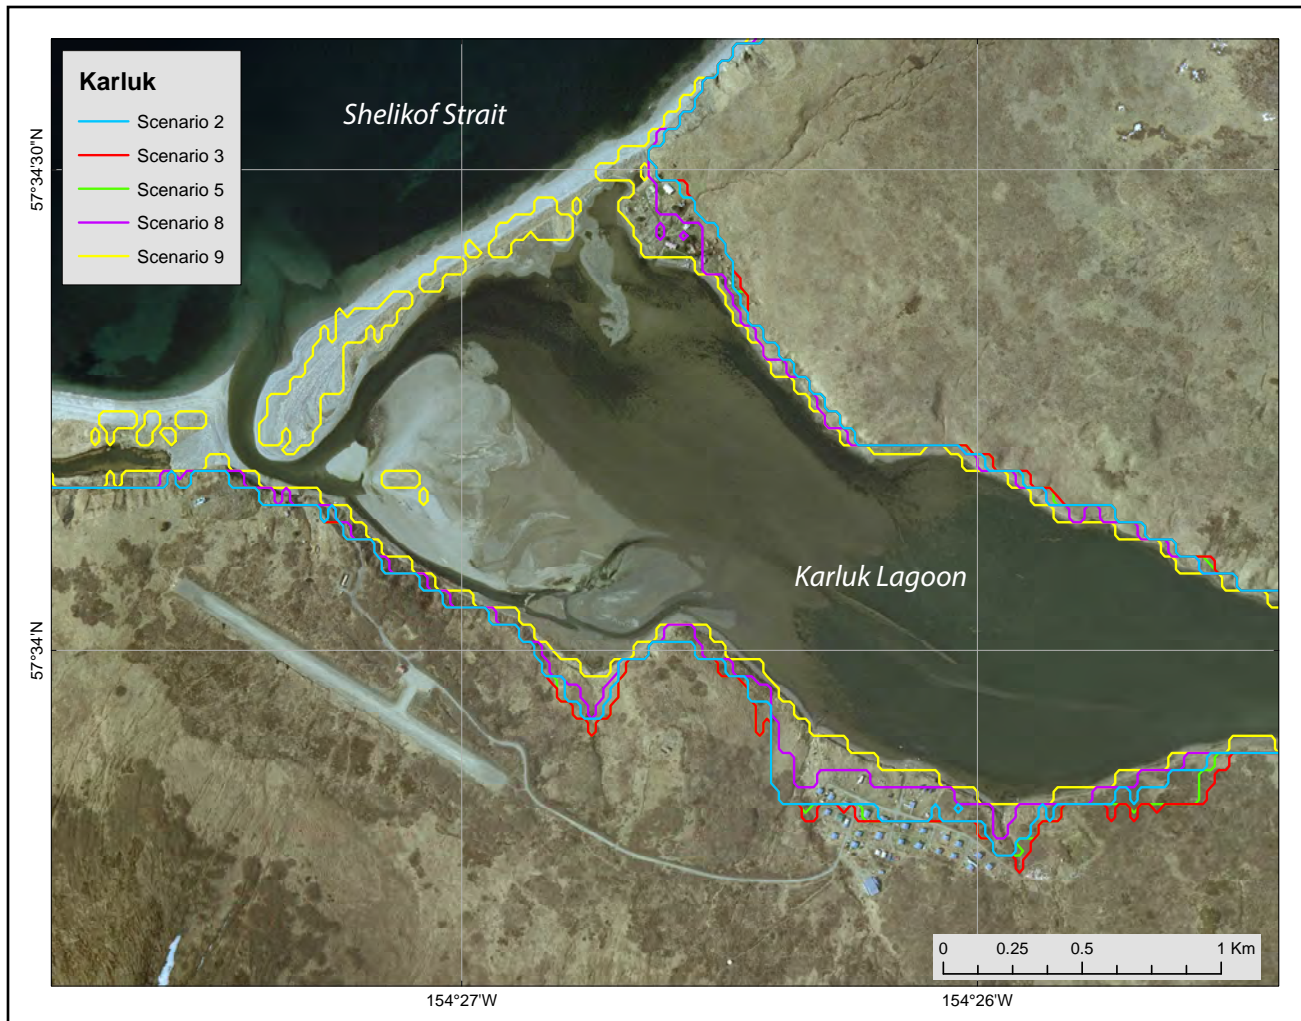 Karluk
Scenario 2
Scenario 3
Scenario 5
Scenario 8
Scenario 9
Shelikof Strait
Karluk Lagoon
57°34'30"N
57°34'N
0 0.25 0.5 1 Km
154°27'W 154°26'W